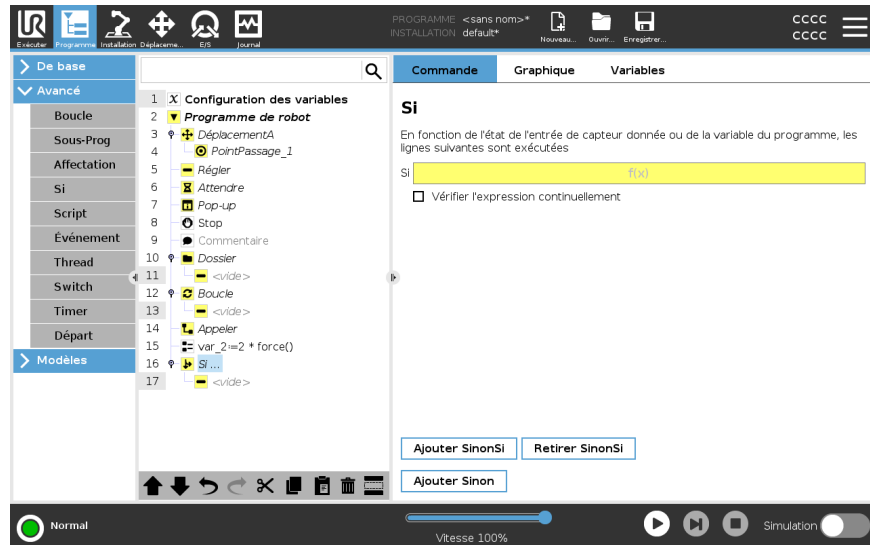 PROGRAMME <sans nom>*
INSTALLATION default*
Exécuter Programme Installation Déplaceme... E/S Journal
Nouveau... Ouvrir... Enregistrer...
cccc
cccc
De base
Avancé
Boucle
Sous-Prog
Affectation
Si
Script
Événement
Thread
Switch
Timer
Départ
Modèles
1 X Configuration des variables
2 Programme de robot
3 DéplacementA
4 PointPassage_1
5 Régler
6 Attendre
7 Pop-up
8 Stop
9 Commentaire
10 Dossier
11 <vide>
12 Boucle
13 <vide>
14 Appeler
15 var_2≔2 * force()
16 Si ...
17 <vide>
Commande Graphique Variables
Si
En fonction de l'état de l'entrée de capteur donnée ou de la variable du programme, les
lignes suivantes sont exécutées
Si f(x)
Vérifier l'expression continuellement
Ajouter SinonSi Retirer SinonSi
Ajouter Sinon
Normal
Vitesse 100%
Simulation